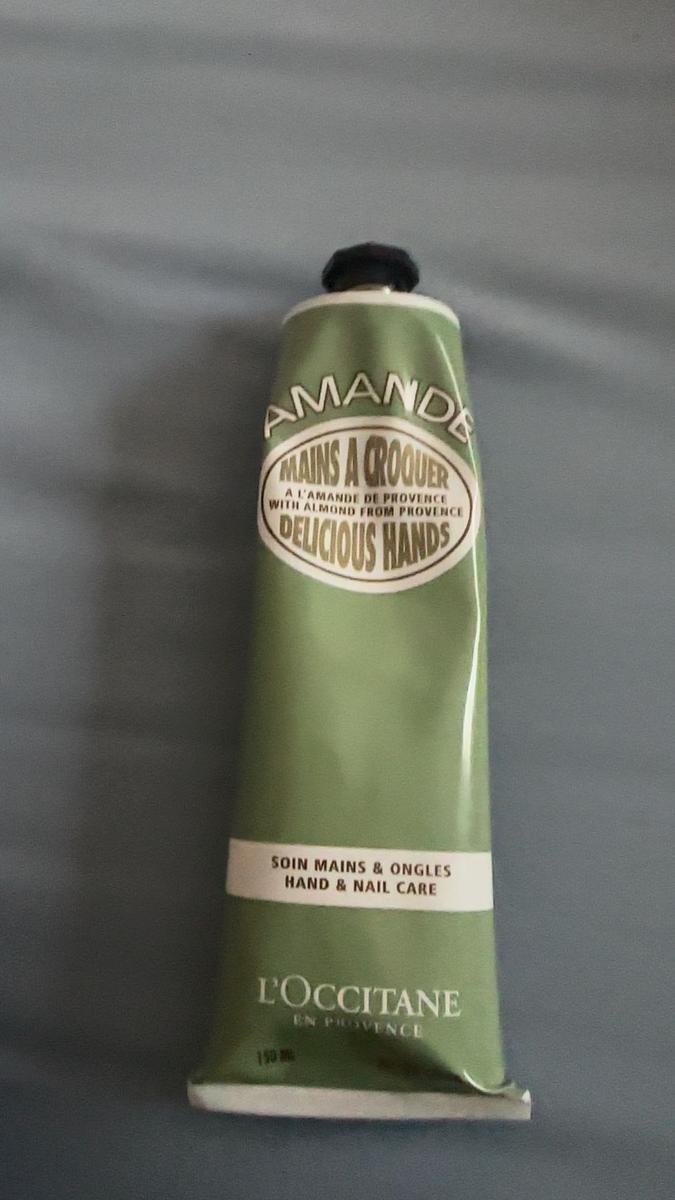 AMANDE
MAINS A CROQUER
A L'AMANDE DE PROVENCE
WITH ALMOND FROM PROVENCE
DELICIOUS HANDS
SOIN MAINS & ONGLES
HAND & NAIL CARE
L'OCCITANE
EN PROVENCE
150 ML